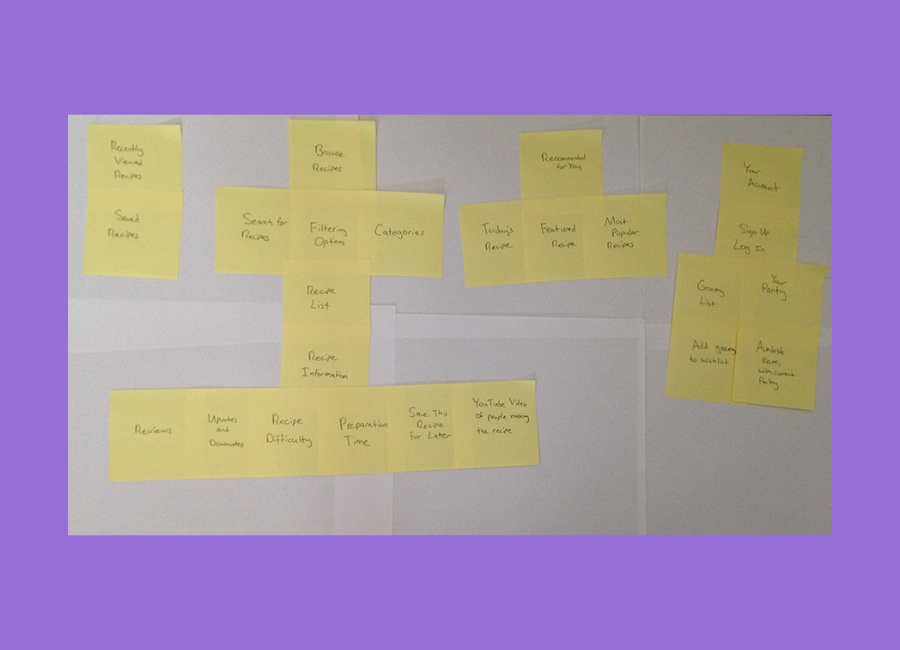 Recently
Viewed
Recipes
Saved
Recipes
Browse
Recipes
Search for
Recipes
Filtering
Option
Categories
Recipe
List
Recipe
Information
Reviews
Upvotes
and
Downvotes
Recipe
Difficulty
Preparation
Time
Save This
Recipe
For Later
YouTube Video
Of people making
the recipe
Recommended
for You
Today's
Recipe
Featured
Recipe
Most
Popular
Recipes
Your
Account
Sign Up
Log In
Grocery
List
Add grocery
to wishlist
Your
Pantry
Available
with current
Pantry